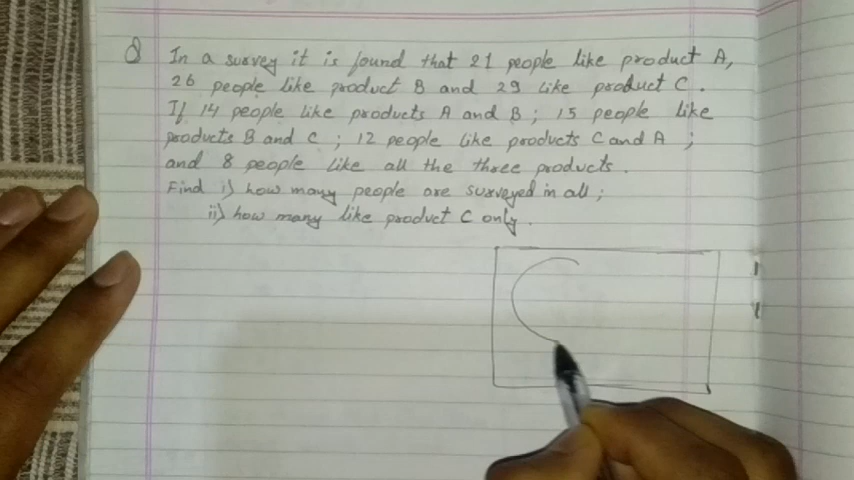 Q In a survey it is found that 21 people like product A,
26 people like product B and 29 like product C.
If 14 people like products A and B; 15 people like
products B and C; 12 people like products C and A;
and 8 people like all the three products.
Find i) how many people are surveyed in all;
ii) how many like product C only.